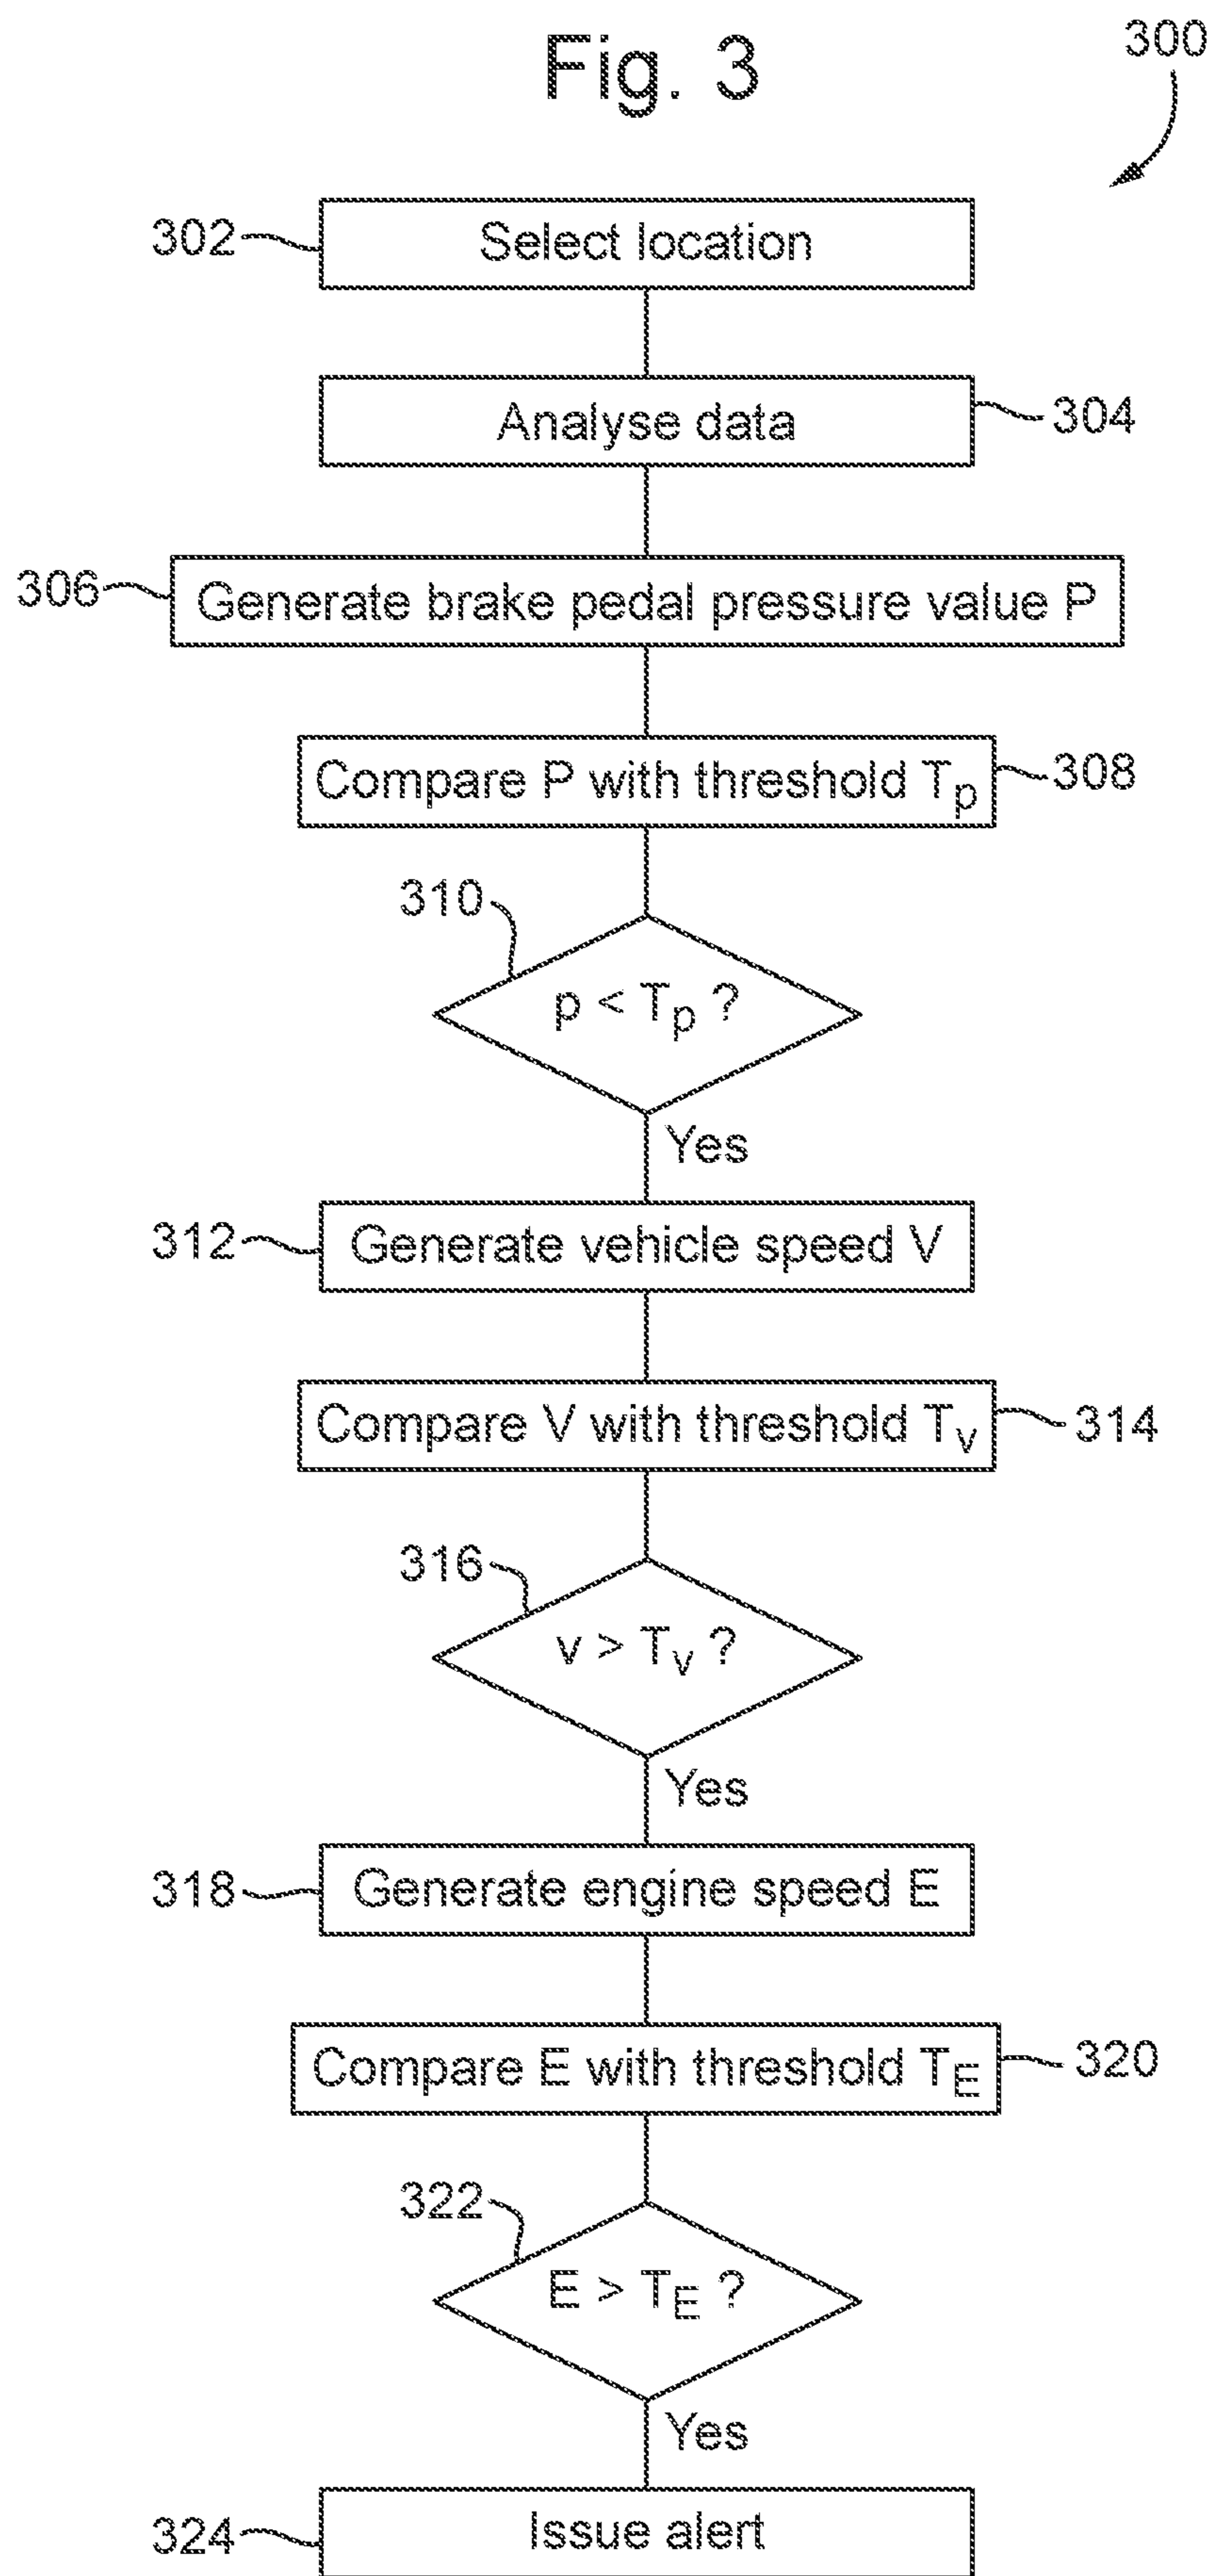 Fig. 3
300
302
Select location
Analyse data
304
306
Generate brake pedal pressure value P
Compare P with threshold Tp
308
310
p < Tp ?
Yes
312
Generate vehicle speed V
Compare V with threshold Tv
314
316
v > Tv ?
Yes
318
Generate engine speed E
Compare E with threshold TE
320
322
E > TE ?
Yes
324
Issue alert